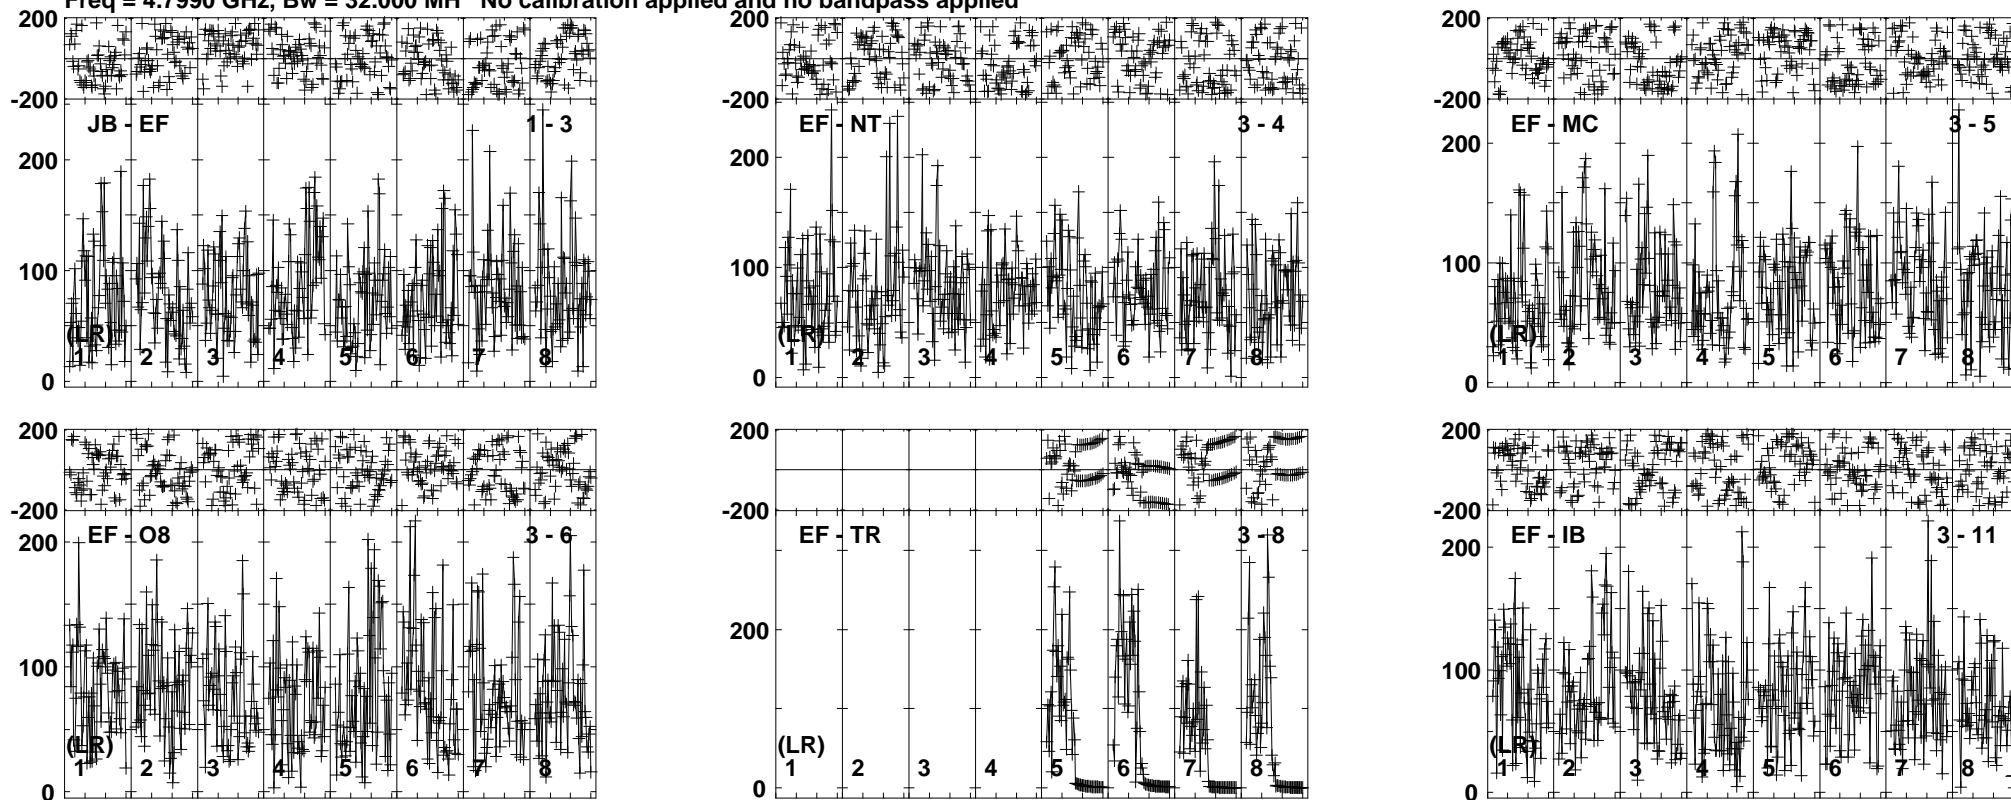 Freq = 4.7990 GHz, Bw = 32.000 MH No calibration applied and no bandpass applied
200
-200
JB - EF 1 - 3
200
100
0
(LR)
1 2 3 4 5 6 7 8
200
-200
EF - NT 3 - 4
200
100
0
(LR)
1 2 3 4 5 6 7 8
200
-200
EF - MC 3 - 5
200
100
0
(LR)
1 2 3 4 5 6 7 8
200
-200
EF - O8 3 - 6
200
100
0
(LR)
1 2 3 4 5 6 7 8
200
-200
EF - TR 3 - 8
200
0
(LR)
1 2 3 4 5 6 7 8
200
-200
EF - IB 3 - 11
200
100
0
(LR)
1 2 3 4 5 6 7 8